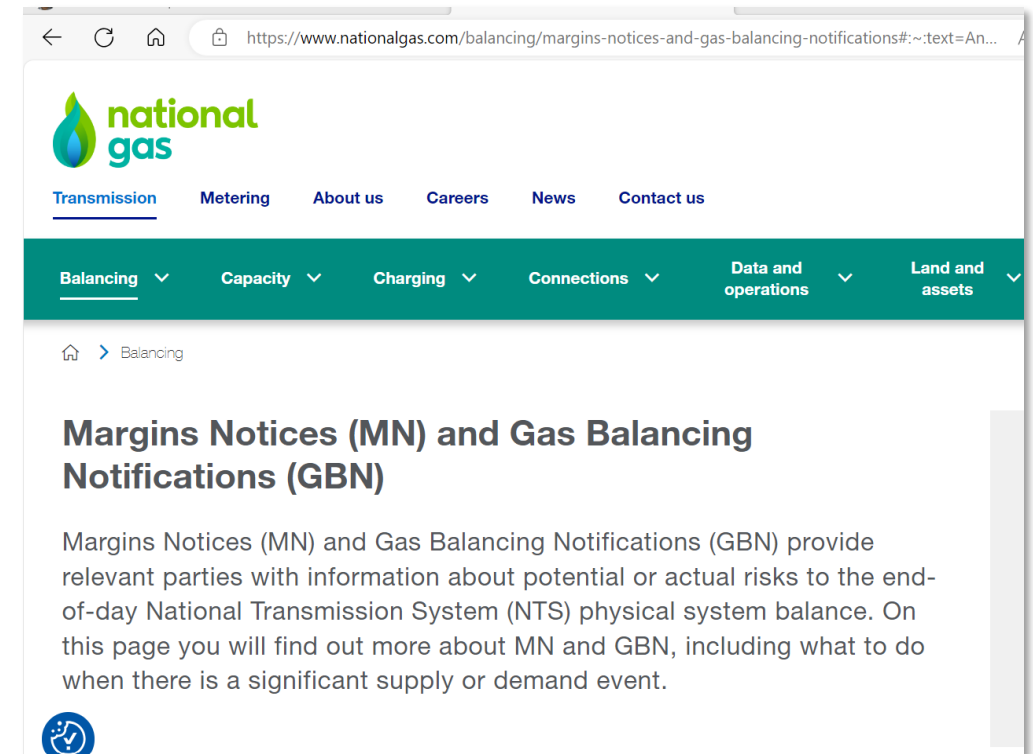 https://www.nationalgas.com/balancing/margins-notices-and-gas-balancing-notifications#:~:text=An...
national
gas
Transmission Metering About us Careers News Contact us
Balancing Capacity Charging Connections Data and operations Land and assets
Balancing
Margins Notices (MN) and Gas Balancing
Notifications (GBN)
Margins Notices (MN) and Gas Balancing Notifications (GBN) provide
relevant parties with information about potential or actual risks to the end-
of-day National Transmission System (NTS) physical system balance. On
this page you will find out more about MN and GBN, including what to do
when there is a significant supply or demand event.